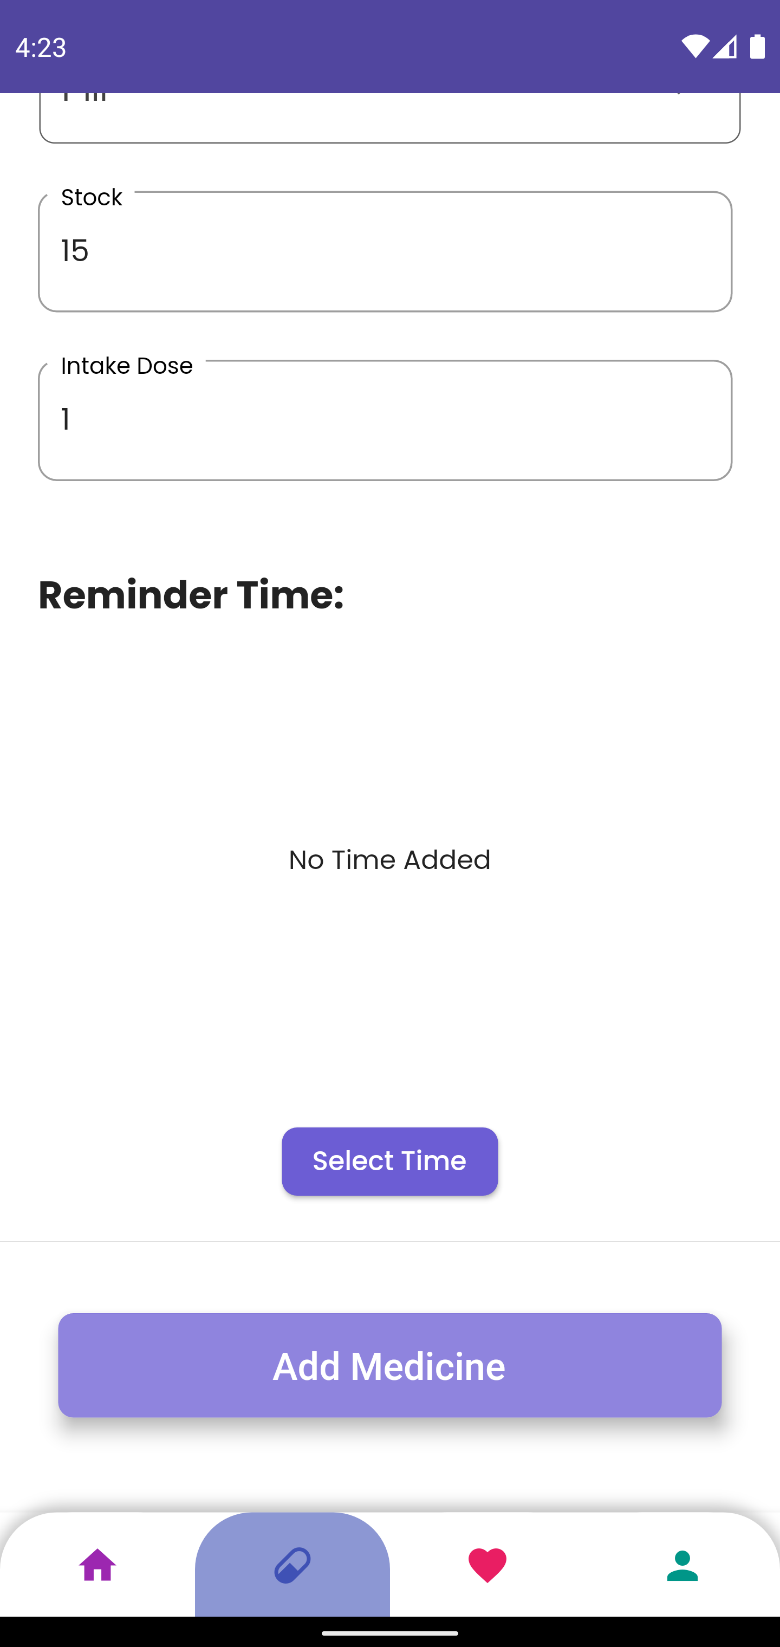 4:23
Stock
15
Intake Dose
1
Reminder Time:
No Time Added
Select Time
Add Medicine